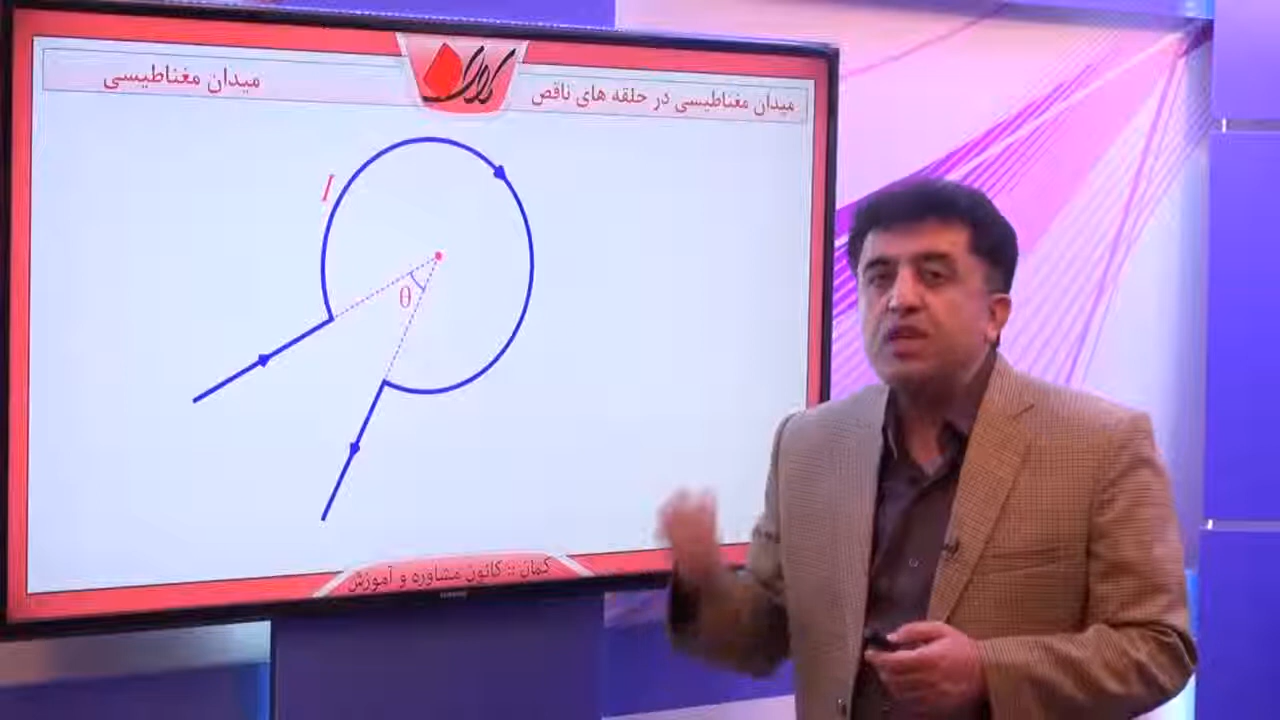 میدان مغناطیسی در حلقه های ناقص
میدان مغناطیسی
I
θ
کمان :: کانون مشاوره و آموزش